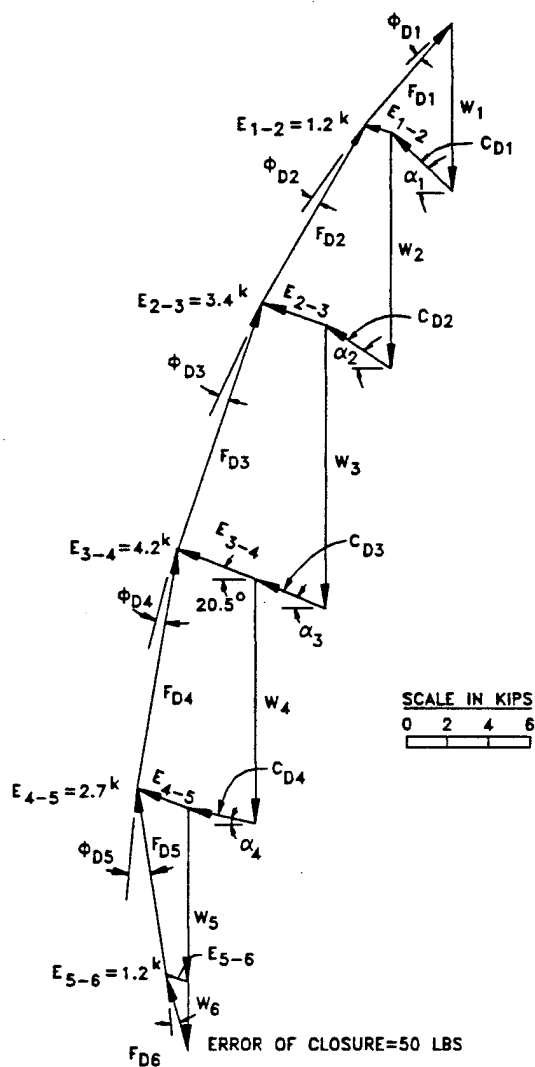 ΦD1
FD1
W1
E1-2=1.2k
E1-2
CD1
α1
ΦD2
FD2
W2
E2-3=3.4k
E2-3
CD2
α2
ΦD3
FD3
W3
E3-4=4.2k
E3-4
CD3
20.5°
α3
ΦD4
FD4
W4
SCALE IN KIPS
0 2 4 6
E4-5=2.7k
E4-5
CD4
α4
ΦD5
FD5
W5
E5-6
E5-6=1.2k
W6
FD6
ERROR OF CLOSURE=50 LBS